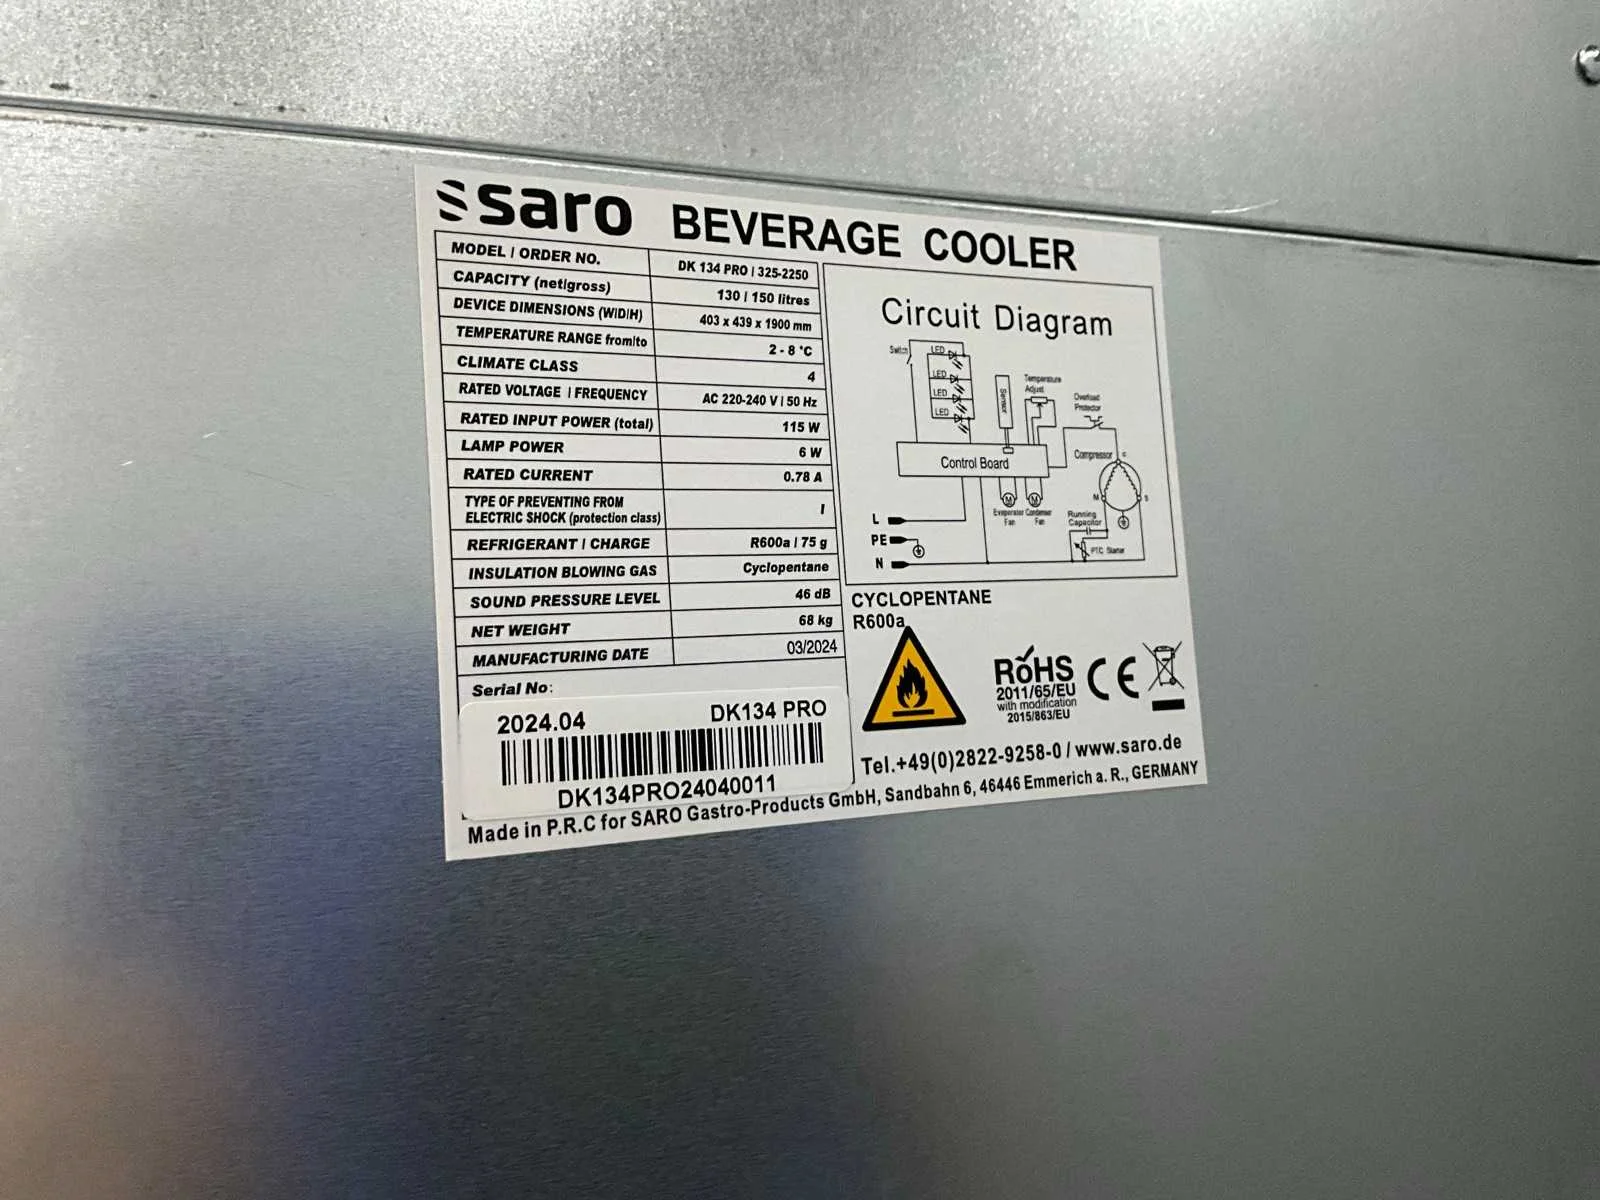 saro BEVERAGE COOLER
MODEL / ORDER NO. DK 134 PRO / 325-2250
CAPACITY (net/gross) 130 / 150 litres
DEVICE DIMENSIONS (W/D/H) 403 x 439 x 1900 mm
TEMPERATURE RANGE from/to 2 - 8 °C
CLIMATE CLASS 4
RATED VOLTAGE / FREQUENCY AC 220-240 V / 50 Hz
RATED INPUT POWER (total) 115 W
LAMP POWER 6 W
RATED CURRENT 0.78 A
TYPE OF PREVENTING FROM
ELECTRIC SHOCK (protection class) I
REFRIGERANT / CHARGE R600a / 75 g
INSULATION BLOWING GAS Cyclopentane
SOUND PRESSURE LEVEL 46 dB
NET WEIGHT 68 kg
MANUFACTURING DATE 03/2024
Serial No:
2024.04 DK134 PRO
DK134PRO24040011
Circuit Diagram
Switch
LED
LED
LED
LED
Sensor
Temperature
Adjust
Overload
Protector
Control Board
Compressor
C
M
S
M
M
Evaporator
Fan
Condenser
Fan
Running
Capacitor
PTC Starter
L
PE
N
CYCLOPENTANE
R600a
RoHS
2011/65/EU
with modification
2015/863/EU
CE
Tel.+49(0)2822-9258-0 / www.saro.de
Made in P.R.C for SARO Gastro-Products GmbH, Sandbahn 6, 46446 Emmerich a. R., GERMANY